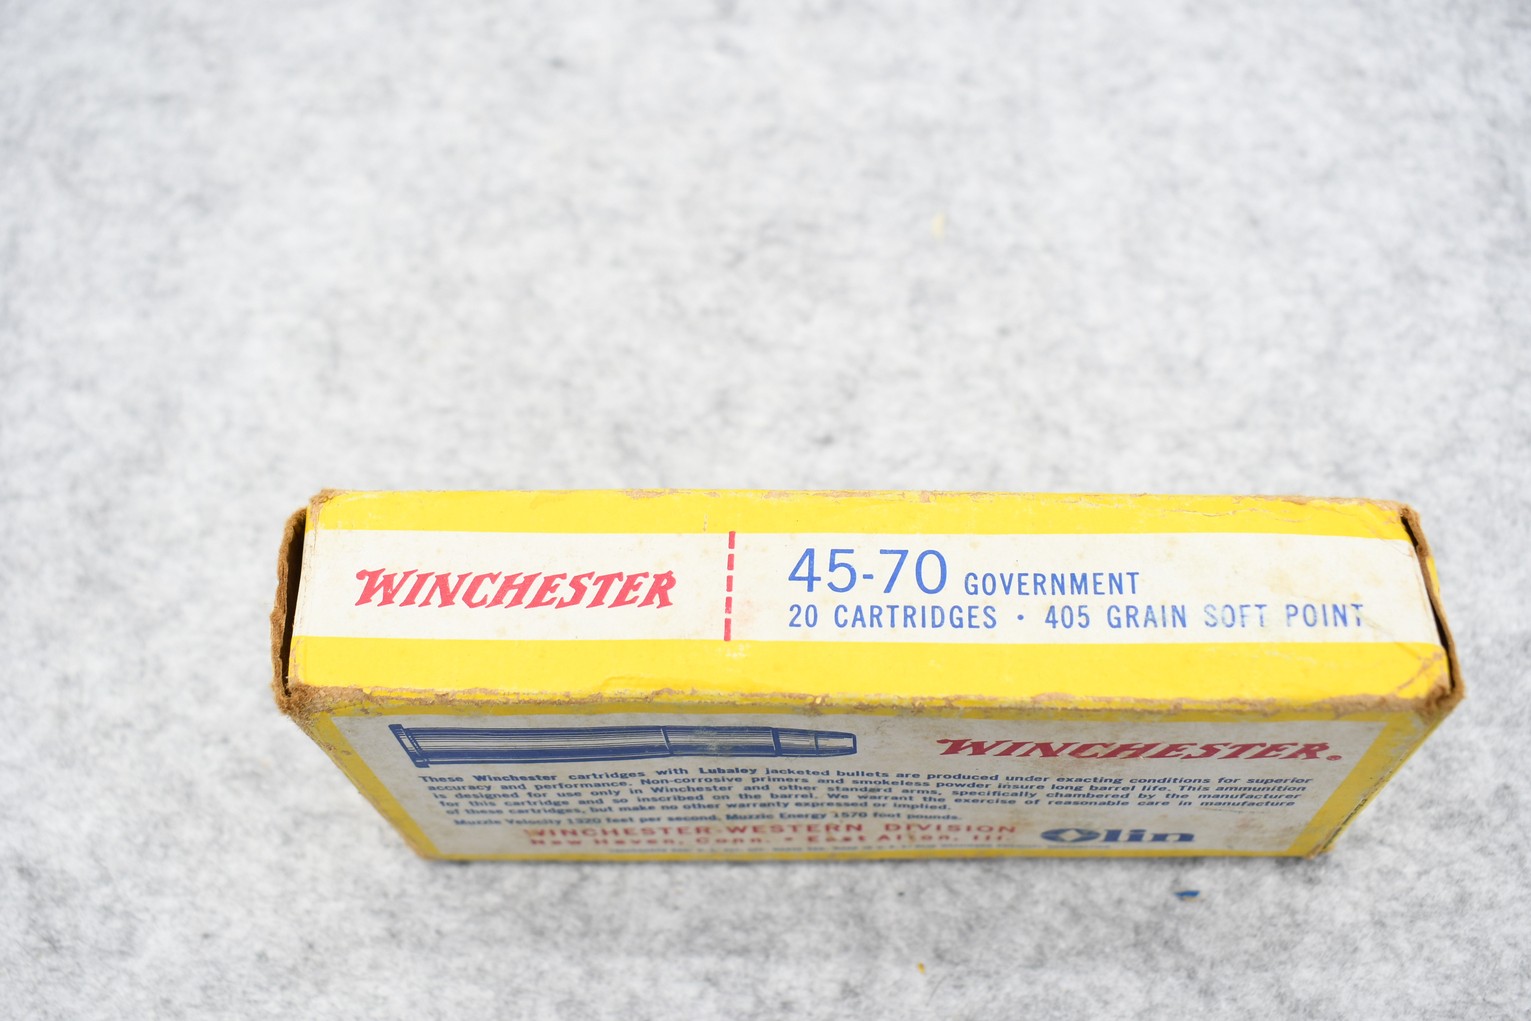 WINCHESTER
45-70 GOVERNMENT
20 CARTRIDGES · 405 GRAIN SOFT POINT
WINCHESTER®
These Winchester cartridges with Lubaloy jacketed bullets are produced under exacting conditions for superior
accuracy and performance. Non-corrosive primers and smokeless powder insure long barrel life. This ammunition
is designed for use only in Winchester and other standard arms, specifically chambered by the manufacturer
for this cartridge and so inscribed on the barrel. We warrant the exercise of reasonable care in manufacture
of these cartridges, but make no other warranty expressed or implied.
Muzzle Velocity 1320 feet per second, Muzzle Energy 1570 foot pounds.
WINCHESTER-WESTERN DIVISION
New Haven, Conn. • East Alton, Ill.
Olin